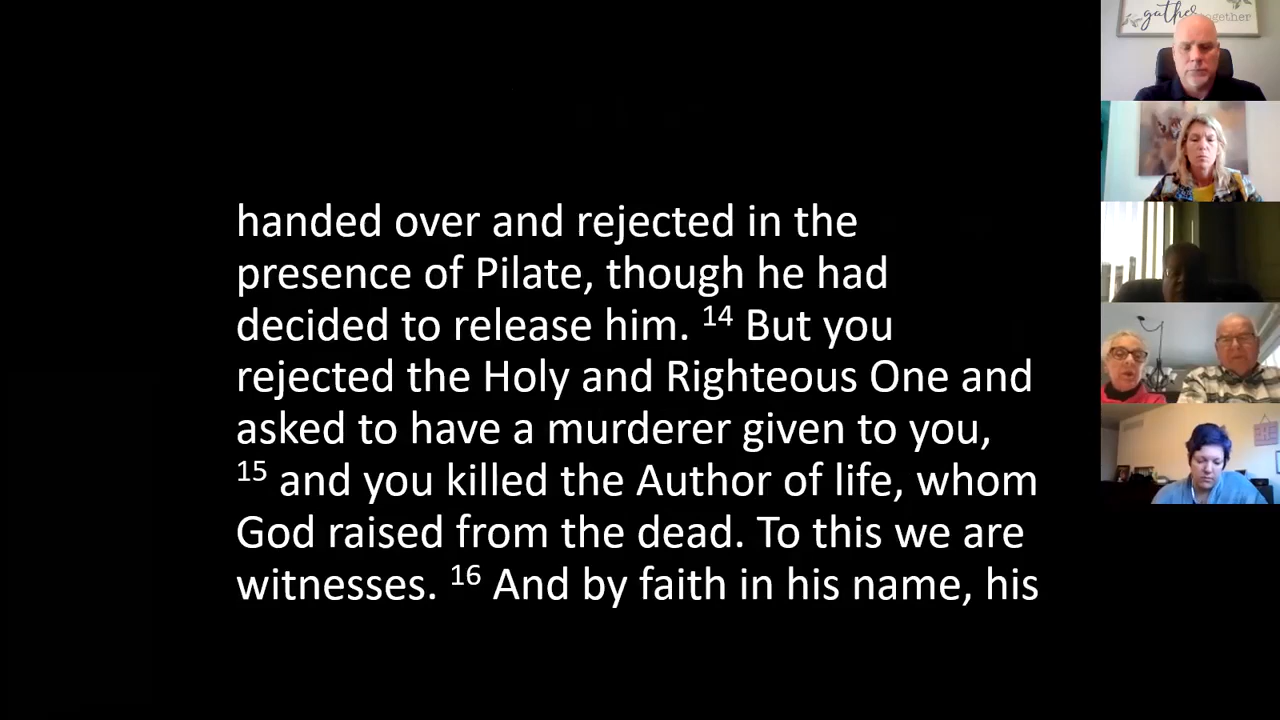 handed over and rejected in the
presence of Pilate, though he had
decided to release him. 14 But you
rejected the Holy and Righteous One and
asked to have a murderer given to you,
15 and you killed the Author of life, whom
God raised from the dead. To this we are
witnesses. 16 And by faith in his name, his
gather together